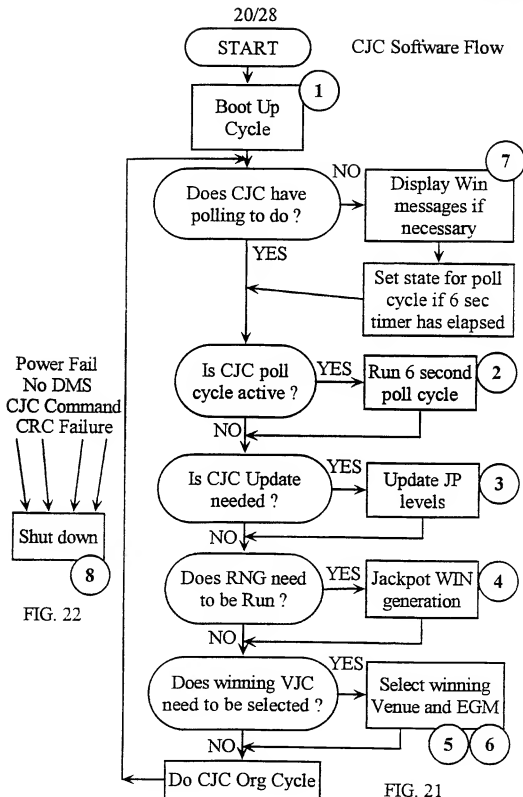 20/28
START
CJC Software Flow
1
Boot Up
Cycle
7
Does CJC have
polling to do ?
NO
Display Win
messages if
necessary
YES
Set state for poll
cycle if 6 sec
timer has elapsed
Power Fail
No DMS
CJC Command
CRC Failure
Is CJC poll
cycle active ?
YES
Run 6 second
poll cycle
2
NO
Is CJC Update
needed ?
YES
Update JP
levels
3
NO
Shut down
8
FIG. 22
Does RNG need
to be Run ?
YES
Jackpot WIN
generation
4
NO
Does winning VJC
need to be selected ?
YES
Select winning
Venue and EGM
5 6
NO
Do CJC Org Cycle
FIG. 21